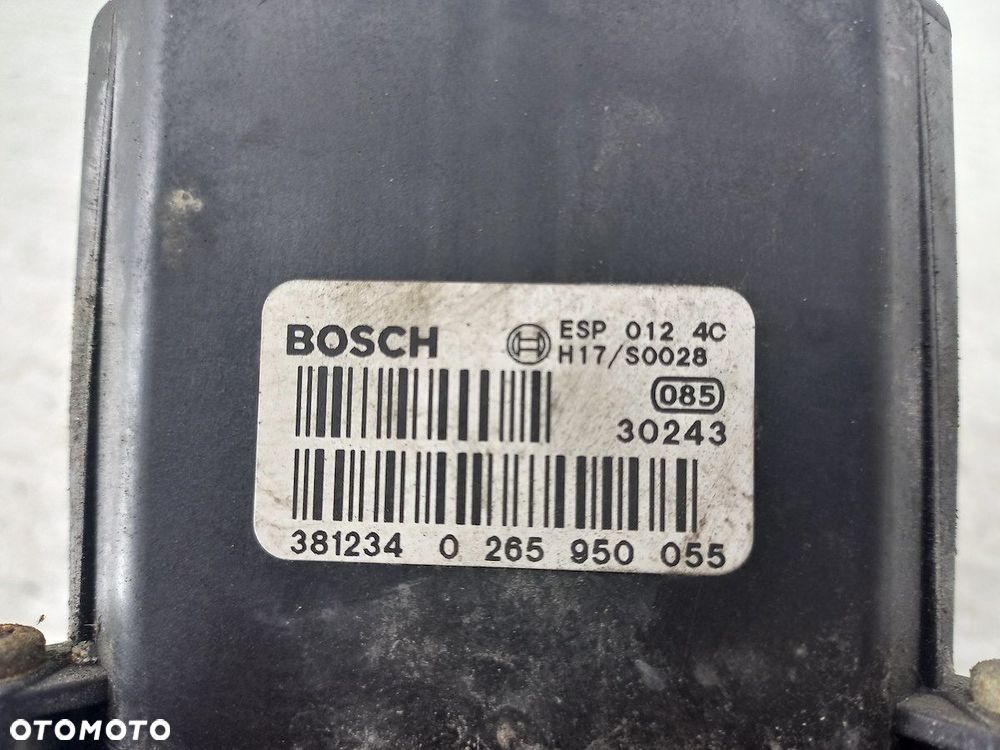 BOSCH
ESP 012 4C
H17/S0028
085
30243
381234 0 265 950 055
OTOMOTO